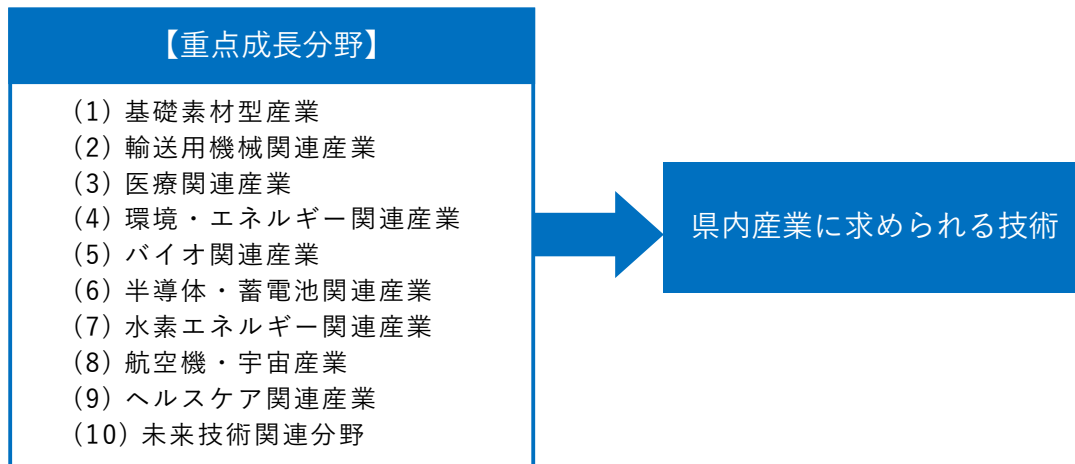 【重点成長分野】
(1) 基礎素材型産業
(2) 輸送用機械関連産業
(3) 医療関連産業
(4) 環境・エネルギー関連産業
(5) バイオ関連産業
(6) 半導体・蓄電池関連産業
(7) 水素エネルギー関連産業
(8) 航空機・宇宙産業
(9) ヘルスケア関連産業
(10) 未来技術関連分野
県内産業に求められる技術